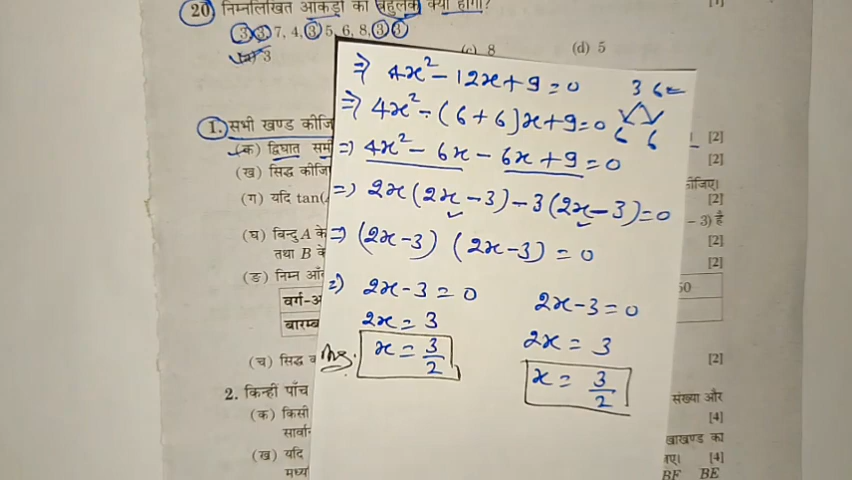 20 निम्नलिखित आंकड़ों का बहुलक क्या होगा?
3, 3, 7, 4, 3, 5, 6, 8, 3, 3
(a) 3 (c) 8 (d) 5
1. सभी खण्ड कीजि
(क) द्विघात समी [2]
(ख) सिद्ध कीजि [2]
(ग) यदि tan( [2]
(घ) बिन्दु A के - 3) है
तथा B के [2]
(ङ) निम्न आँ [2]
वर्ग-अ 50
बारम्ब
(च) सिद्ध क [2]
2. किन्हीं पाँच
(क) किसी संख्या और
सार्वा [4]
(ख) यदि [4]
मध्य BF BE
⇒ 4x² - 12x + 9 = 0 36
⇒ 4x² - (6 + 6)x + 9 = 0 6 6
⇒ 4x² - 6x - 6x + 9 = 0
⇒ 2x(2x - 3) - 3(2x - 3) = 0
⇒ (2x - 3) (2x - 3) = 0
⇒ 2x - 3 = 0 2x - 3 = 0
2x = 3 2x = 3
Ans. x = 3/2 x = 3/2